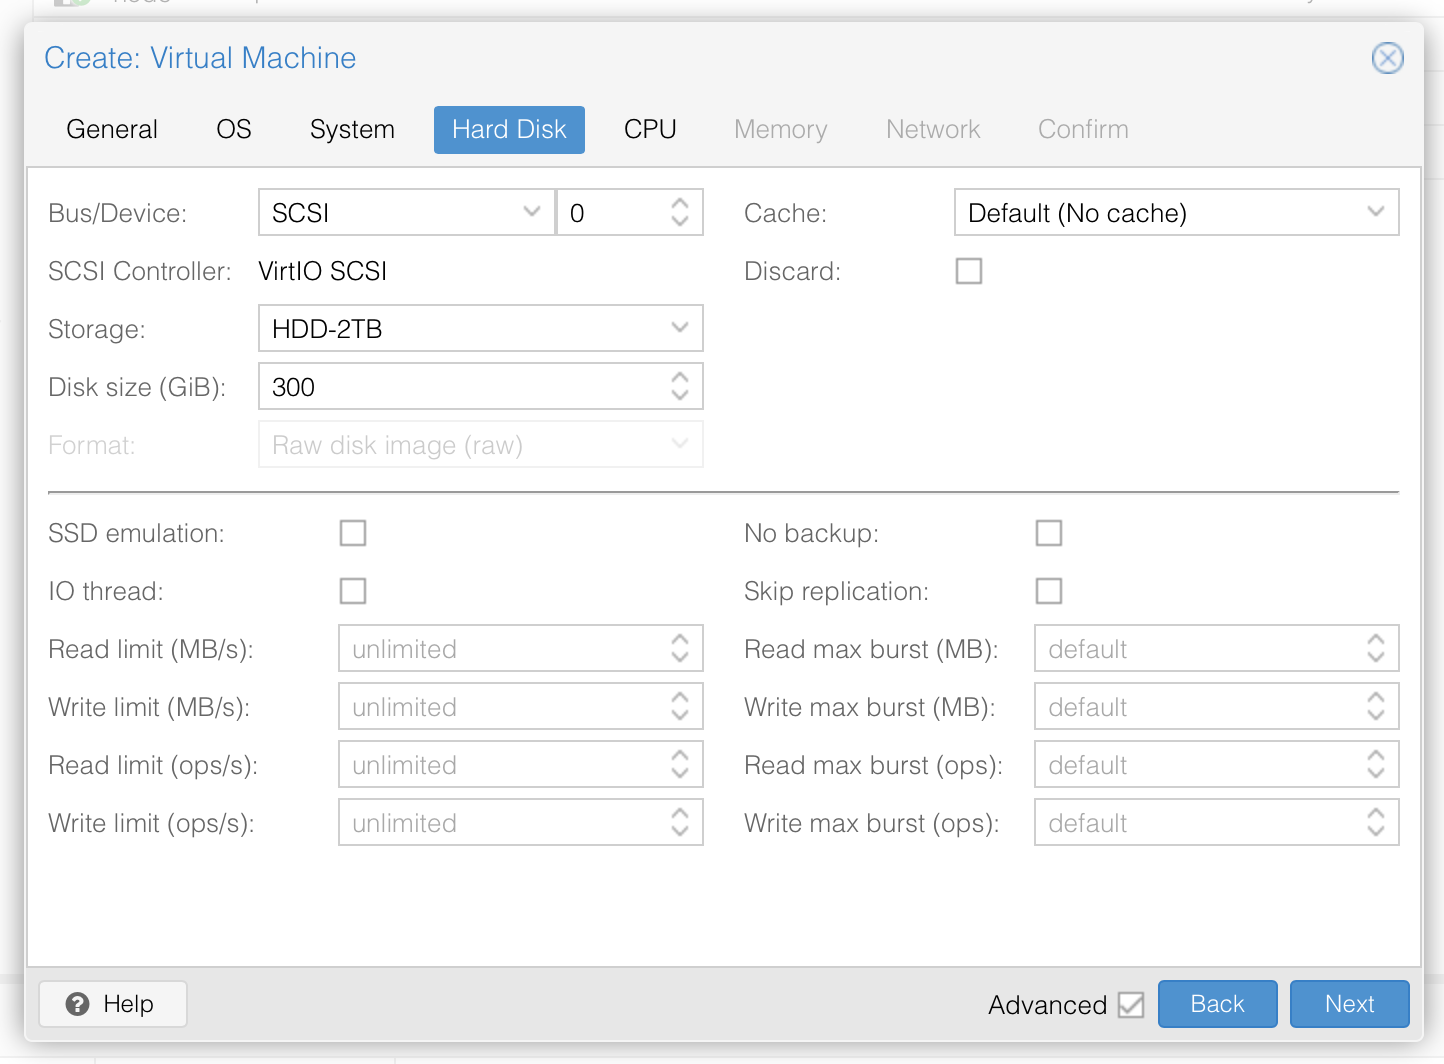 Create: Virtual Machine
General OS System Hard Disk CPU Memory Network Confirm
Bus/Device: SCSI 0 Cache: Default (No cache)
SCSI Controller: VirtIO SCSI Discard:
Storage: HDD-2TB
Disk size (GiB): 300
Format: Raw disk image (raw)
SSD emulation: No backup:
IO thread: Skip replication:
Read limit (MB/s): unlimited Read max burst (MB): default
Write limit (MB/s): unlimited Write max burst (MB): default
Read limit (ops/s): unlimited Read max burst (ops): default
Write limit (ops/s): unlimited Write max burst (ops): default
Help Advanced Back Next